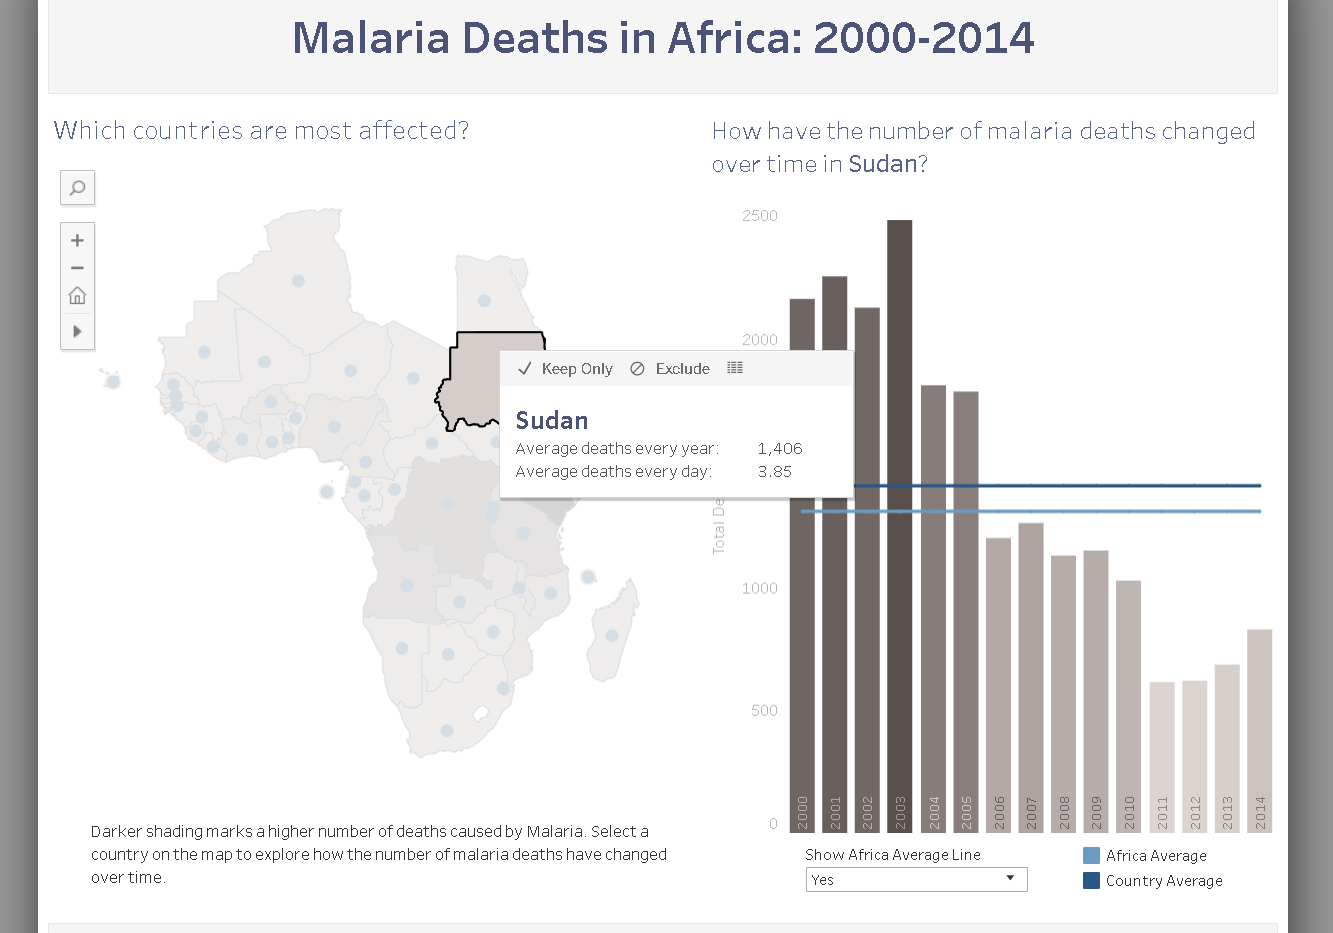 Malaria Deaths in Africa: 2000-2014
Which countries are most affected?
How have the number of malaria deaths changed
over time in Sudan?
2500
2000
Keep Only
Exclude
Sudan
Average deaths every year: 1,406
Average deaths every day: 3.85
Total De
1000
500
0
2000
2001
2002
2003
2004
2005
2006
2007
2008
2009
2010
2011
2012
2013
2014
Darker shading marks a higher number of deaths caused by Malaria. Select a
country on the map to explore how the number of malaria deaths have changed
over time.
Show Africa Average Line
Yes
Africa Average
Country Average